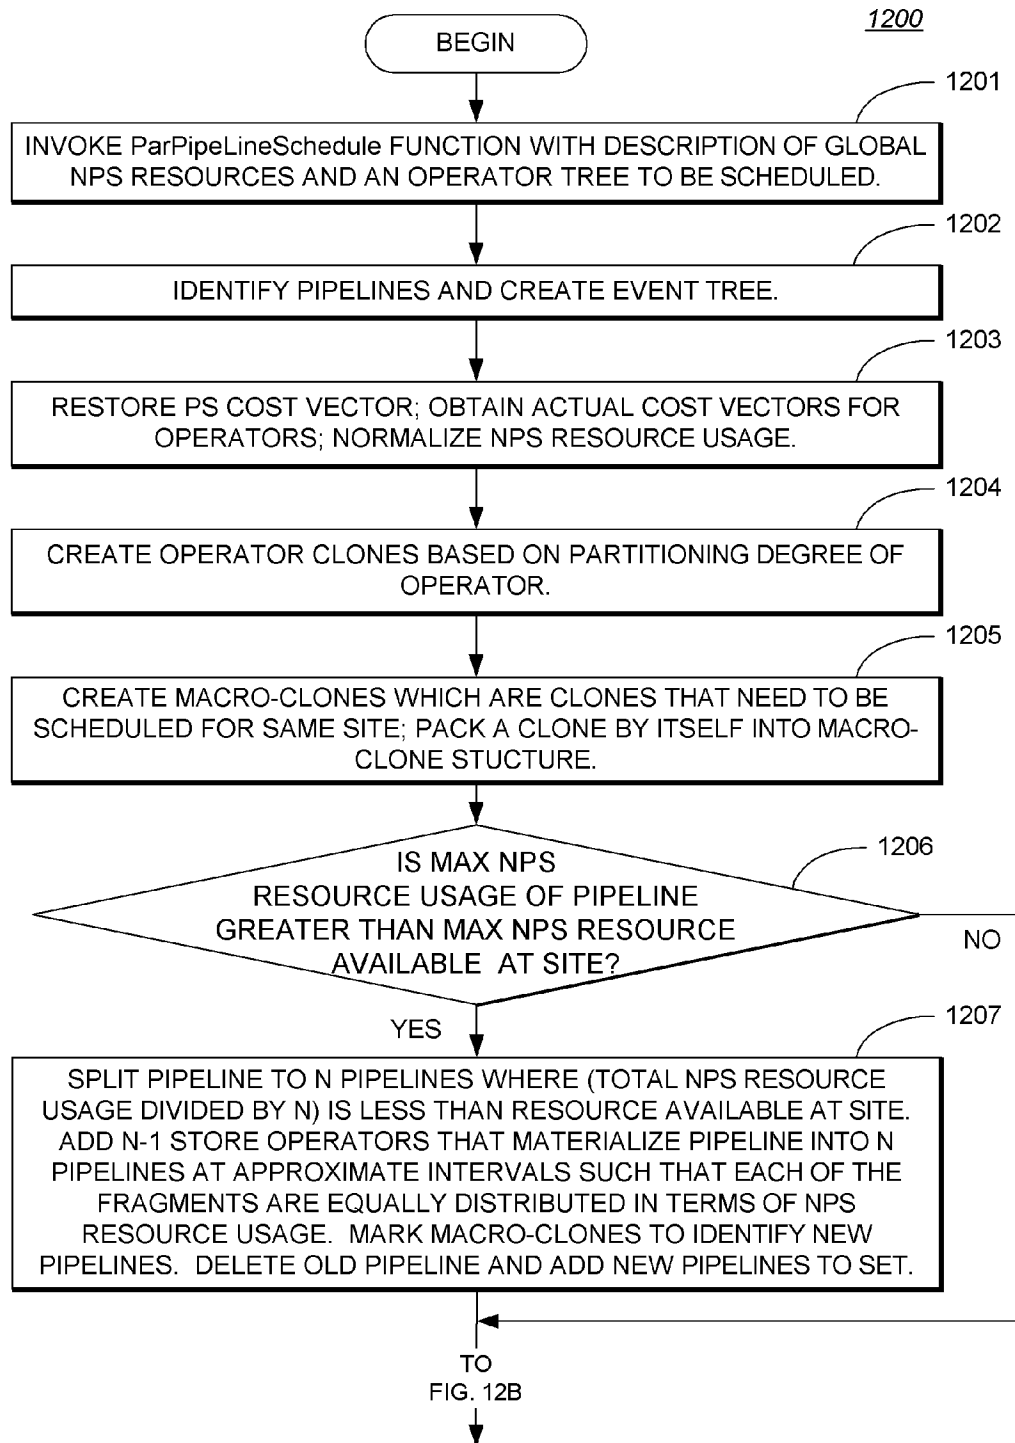 1200
BEGIN
1201
INVOKE ParPipeLineSchedule FUNCTION WITH DESCRIPTION OF GLOBAL
NPS RESOURCES AND AN OPERATOR TREE TO BE SCHEDULED.
1202
IDENTIFY PIPELINES AND CREATE EVENT TREE.
1203
RESTORE PS COST VECTOR; OBTAIN ACTUAL COST VECTORS FOR
OPERATORS; NORMALIZE NPS RESOURCE USAGE.
1204
CREATE OPERATOR CLONES BASED ON PARTITIONING DEGREE OF
OPERATOR.
1205
CREATE MACRO-CLONES WHICH ARE CLONES THAT NEED TO BE
SCHEDULED FOR SAME SITE; PACK A CLONE BY ITSELF INTO MACRO-
CLONE STUCTURE.
1206
IS MAX NPS
RESOURCE USAGE OF PIPELINE
GREATER THAN MAX NPS RESOURCE
AVAILABLE AT SITE?
NO
YES
1207
SPLIT PIPELINE TO N PIPELINES WHERE (TOTAL NPS RESOURCE
USAGE DIVIDED BY N) IS LESS THAN RESOURCE AVAILABLE AT SITE.
ADD N-1 STORE OPERATORS THAT MATERIALIZE PIPELINE INTO N
PIPELINES AT APPROXIMATE INTERVALS SUCH THAT EACH OF THE
FRAGMENTS ARE EQUALLY DISTRIBUTED IN TERMS OF NPS
RESOURCE USAGE. MARK MACRO-CLONES TO IDENTIFY NEW
PIPELINES. DELETE OLD PIPELINE AND ADD NEW PIPELINES TO SET.
TO
FIG. 12B